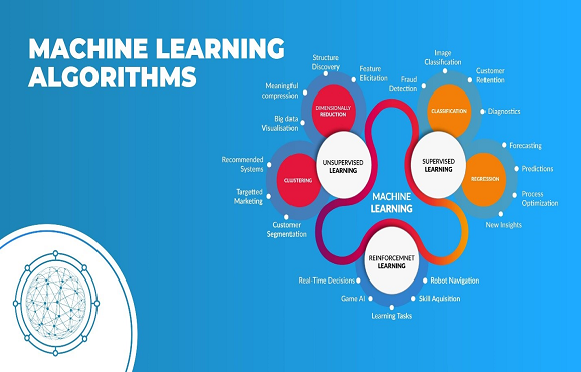 MACHINE LEARNING
ALGORITHMS
Structure
Discovery
Feature
Elicitation
Meaningful
compression
Big data
Visualisation
DIMENSIONALLY
REDUCTION
Recommended
Systems
Targetted
Marketing
Customer
Segmentation
CLUSTERING
UNSUPERVISED
LEARNING
MACHINE
LEARNING
Image
Classification
Fraud
Detection
Customer
Retention
Diagnostics
CLASSIFICATION
SUPERVISED
LEARNING
Forecasting
Predictions
Process
Optimization
New Insights
REGRESSION
REINFORCEMNET
LEARNING
Real-Time Decisions
Robot Navigation
Game AI
Skill Aquisition
Learning Tasks